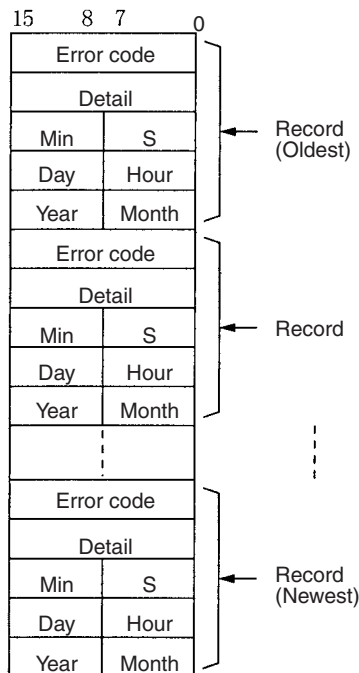 15 8 7 0
Error code
Detail
Min S
Day Hour
Year Month
Record
(Oldest)
Error code
Detail
Min S
Day Hour
Year Month
Record
Error code
Detail
Min S
Day Hour
Year Month
Record
(Newest)